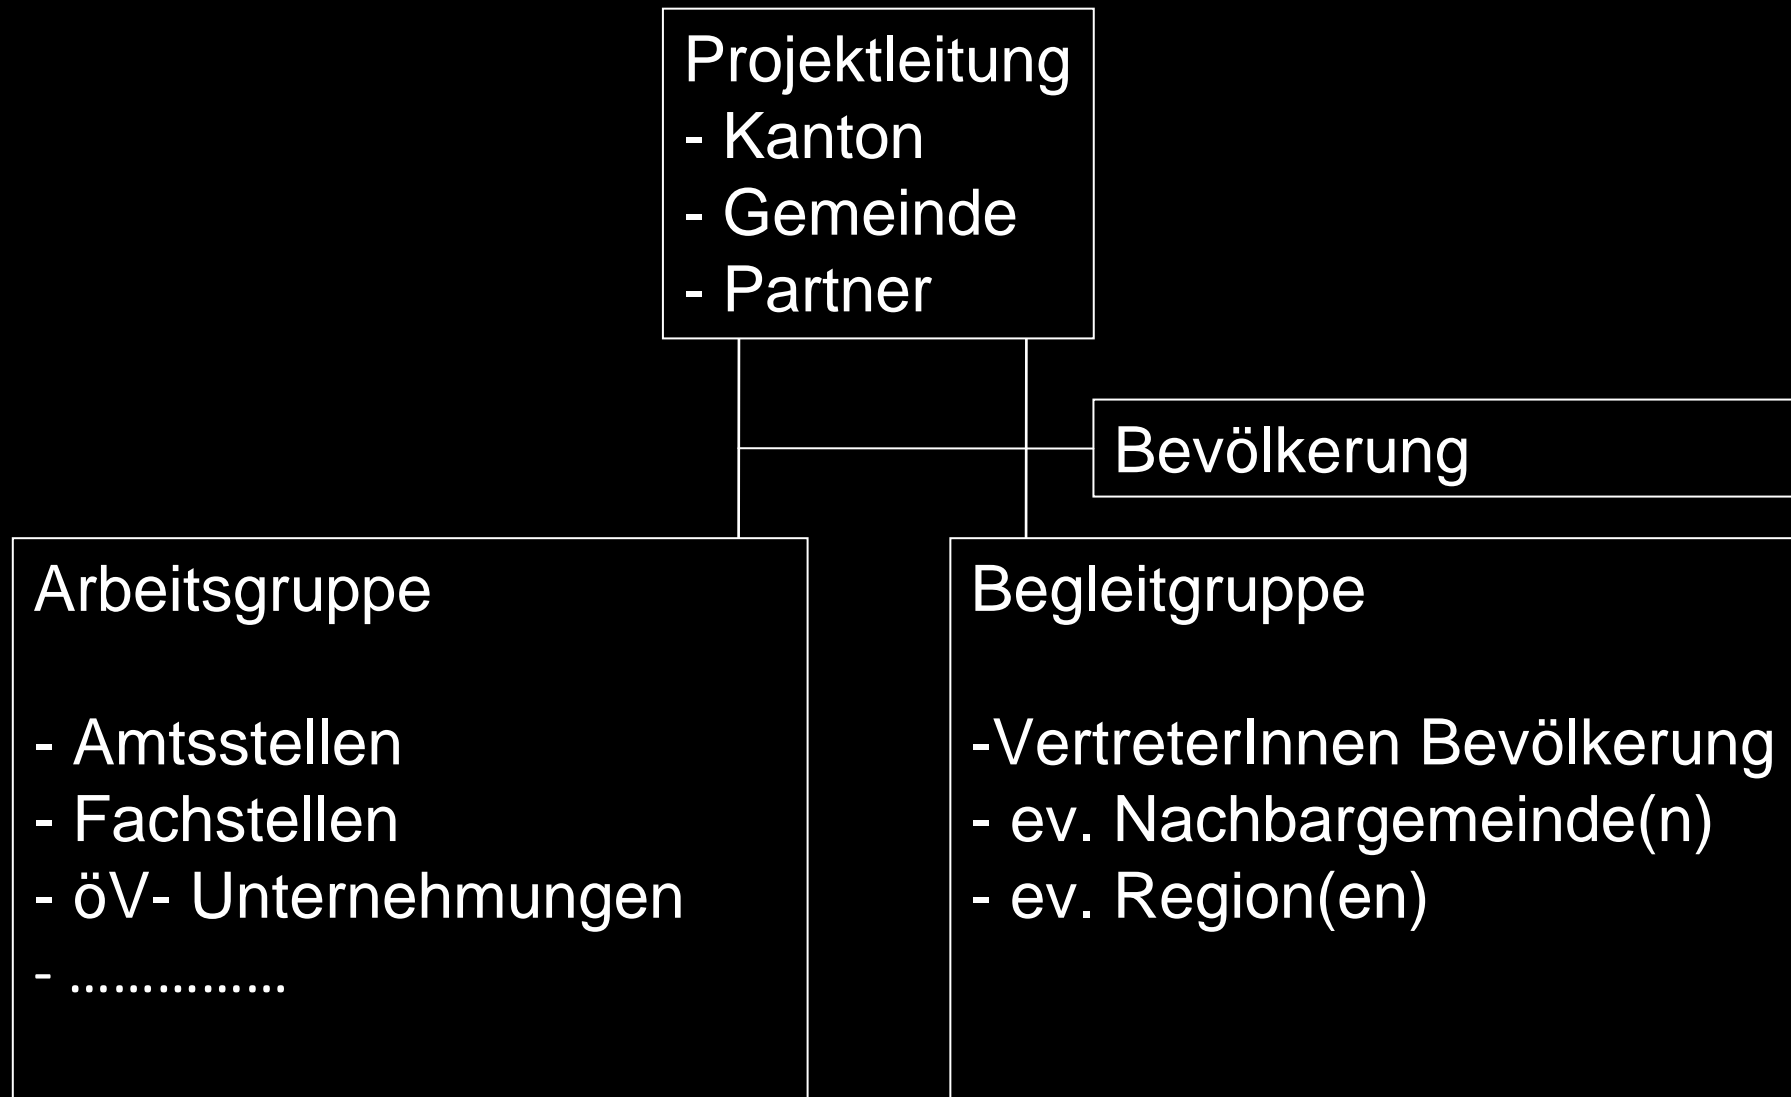 Projektleitung
- Kanton
- Gemeinde
- Partner
Bevölkerung
Arbeitsgruppe
- Amtsstellen
- Fachstellen
- öV- Unternehmungen
- ……………
Begleitgruppe
-VertreterInnen Bevölkerung
- ev. Nachbargemeinde(n)
- ev. Region(en)